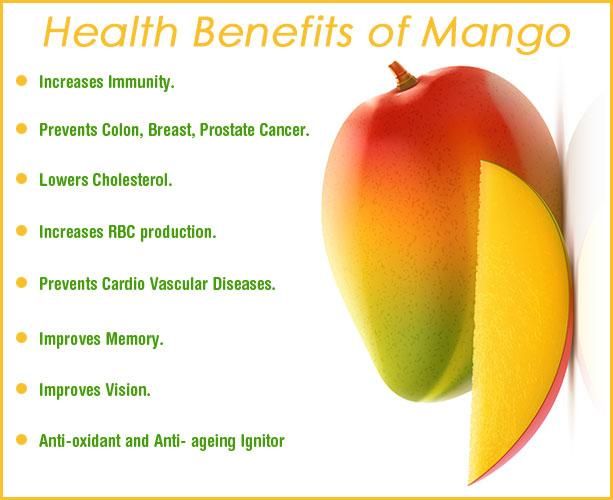 Health Benefits of Mango
Increases Immunity.
Prevents Colon, Breast, Prostate Cancer.
Lowers Cholesterol.
Increases RBC production.
Prevents Cardio Vascular Diseases.
Improves Memory.
Improves Vision.
Anti-oxidant and Anti- ageing Ignitor